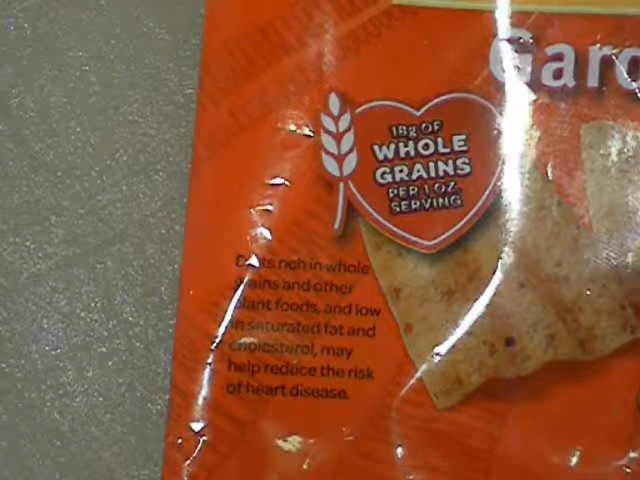 Gard
18g OF
WHOLE
GRAINS
PER 1 OZ.
SERVING
Diets rich in whole
grains and other
plant foods, and low
in saturated fat and
cholesterol, may
help reduce the risk
of heart disease.